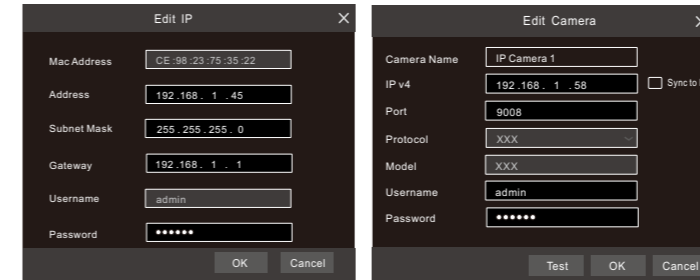 Edit IP X
Mac Address CE :98 :23 :75 :35 :22
Address 192 .168 . 1 .45
Subnet Mask 255 . 255 . 255 . 0
Gateway 192 .168 . 1 . 1
Username admin
Password ••••••
OK Cancel
Edit Camera
Camera Name IP Camera 1
IP v4 192 .168 . 1 .58 Sync to
Port 9008
Protocol XXX
Model XXX
Username admin
Password ••••••
Test OK Cancel